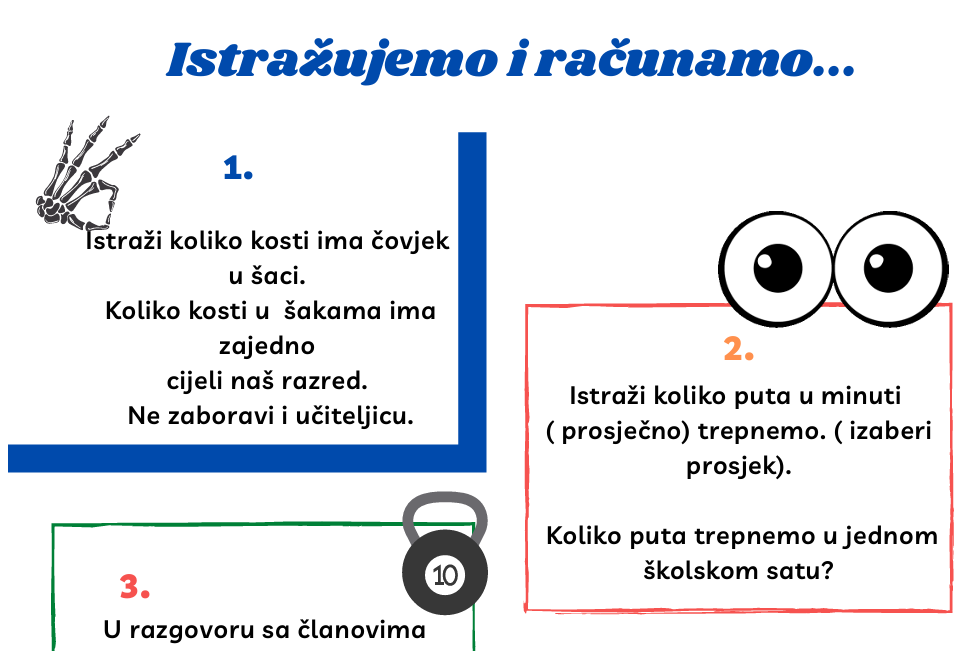 Istražujemo i računamo...
1.
Istraži koliko kosti ima čovjek
u šaci.
Koliko kosti u šakama ima
zajedno
cijeli naš razred.
Ne zaboravi i učiteljicu.
2.
Istraži koliko puta u minuti
( prosječno) trepnemo. ( izaberi
prosjek).
Koliko puta trepnemo u jednom
školskom satu?
10
3.
U razgovoru sa članovima